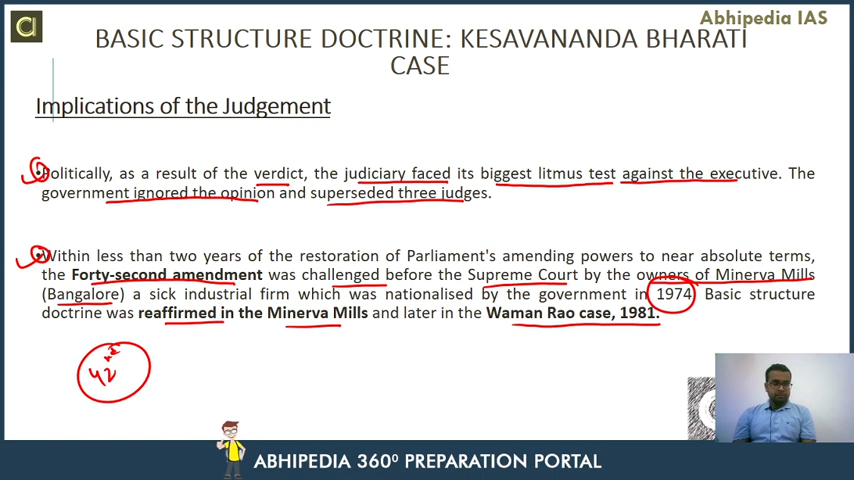 Abhipedia IAS
BASIC STRUCTURE DOCTRINE: KESAVANANDA BHARATI
CASE
Implications of the Judgement
•Politically, as a result of the verdict, the judiciary faced its biggest litmus test against the executive. The
government ignored the opinion and superseded three judges.
•Within less than two years of the restoration of Parliament's amending powers to near absolute terms,
the Forty-second amendment was challenged before the Supreme Court by the owners of Minerva Mills
(Bangalore) a sick industrial firm which was nationalised by the government in 1974. Basic structure
doctrine was reaffirmed in the Minerva Mills and later in the Waman Rao case, 1981.
42
ABHIPEDIA 360⁰ PREPARATION PORTAL